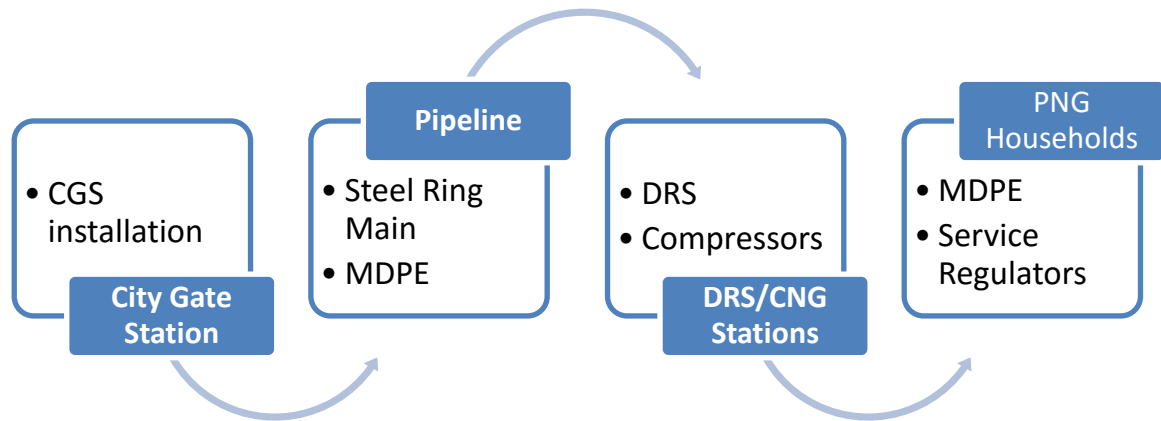 • CGS
installation
City Gate
Station
Pipeline
• Steel Ring
Main
• MDPE
• DRS
• Compressors
DRS/CNG
Stations
PNG
Households
• MDPE
• Service
Regulators